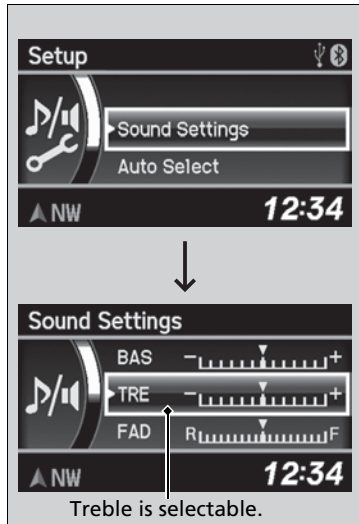 Setup
Sound Settings
Auto Select
NW 12:34
Sound Settings
BAS - +
TRE - +
FAD R F
NW 12:34
Treble is selectable.